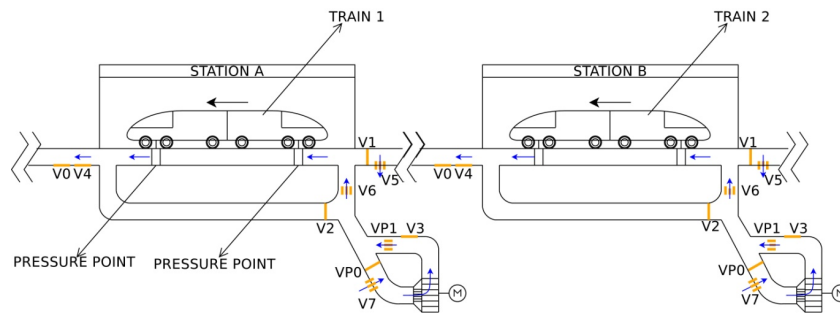 TRAIN 1
TRAIN 2
STATION A
STATION B
V1
V1
V0 V4
V5
V0 V4
V5
V6
V6
V2
VP1 V3
V2
VP1 V3
PRESSURE POINT
PRESSURE POINT
VP0
VP0
V7
M
V7
M